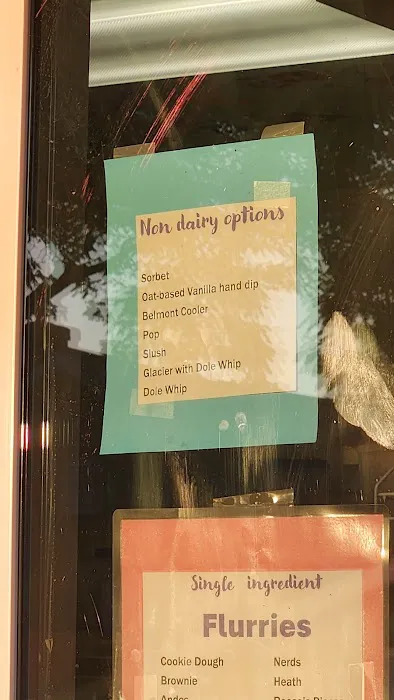 Non dairy options
Sorbet
Oat-based Vanilla hand dip
Belmont Cooler
Pop
Slush
Glacier with Dole Whip
Dole Whip
Single ingredient
Flurries
Cookie Dough Nerds
Brownie Heath
Andes